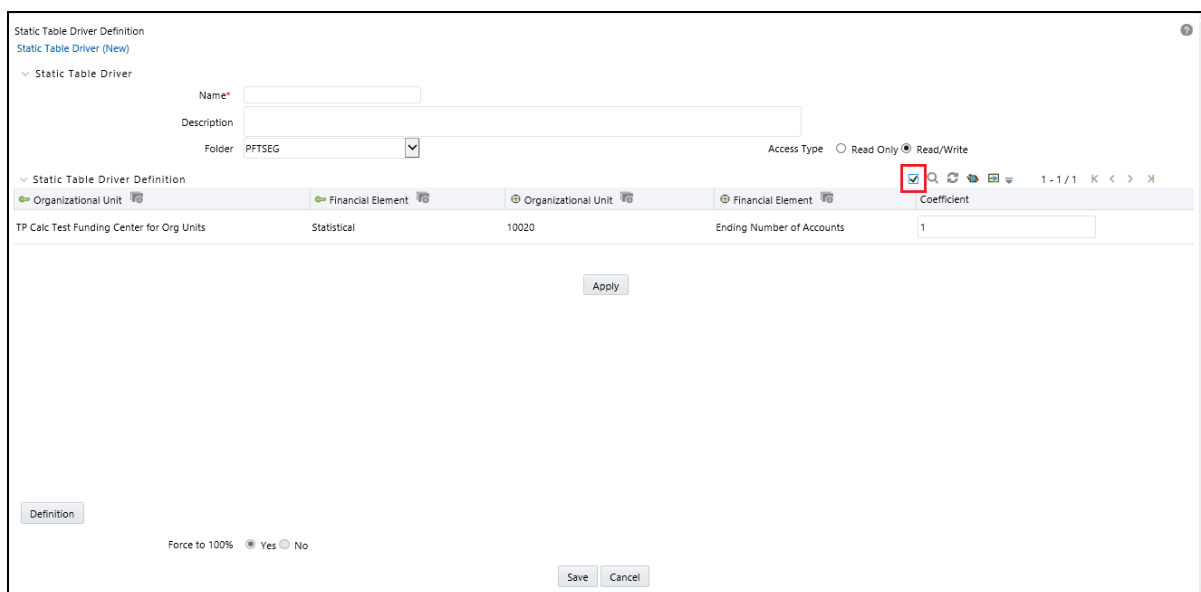 Static Table Driver Definition
Static Table Driver (New)
Static Table Driver
Name*
Description
Folder PFTSEG Access Type Read Only Read/Write
Static Table Driver Definition 1 - 1 / 1
Organizational Unit Financial Element Organizational Unit Financial Element Coefficient
TP Calc Test Funding Center for Org Units Statistical 10020 Ending Number of Accounts 1
Apply
Definition
Force to 100% Yes No
Save Cancel